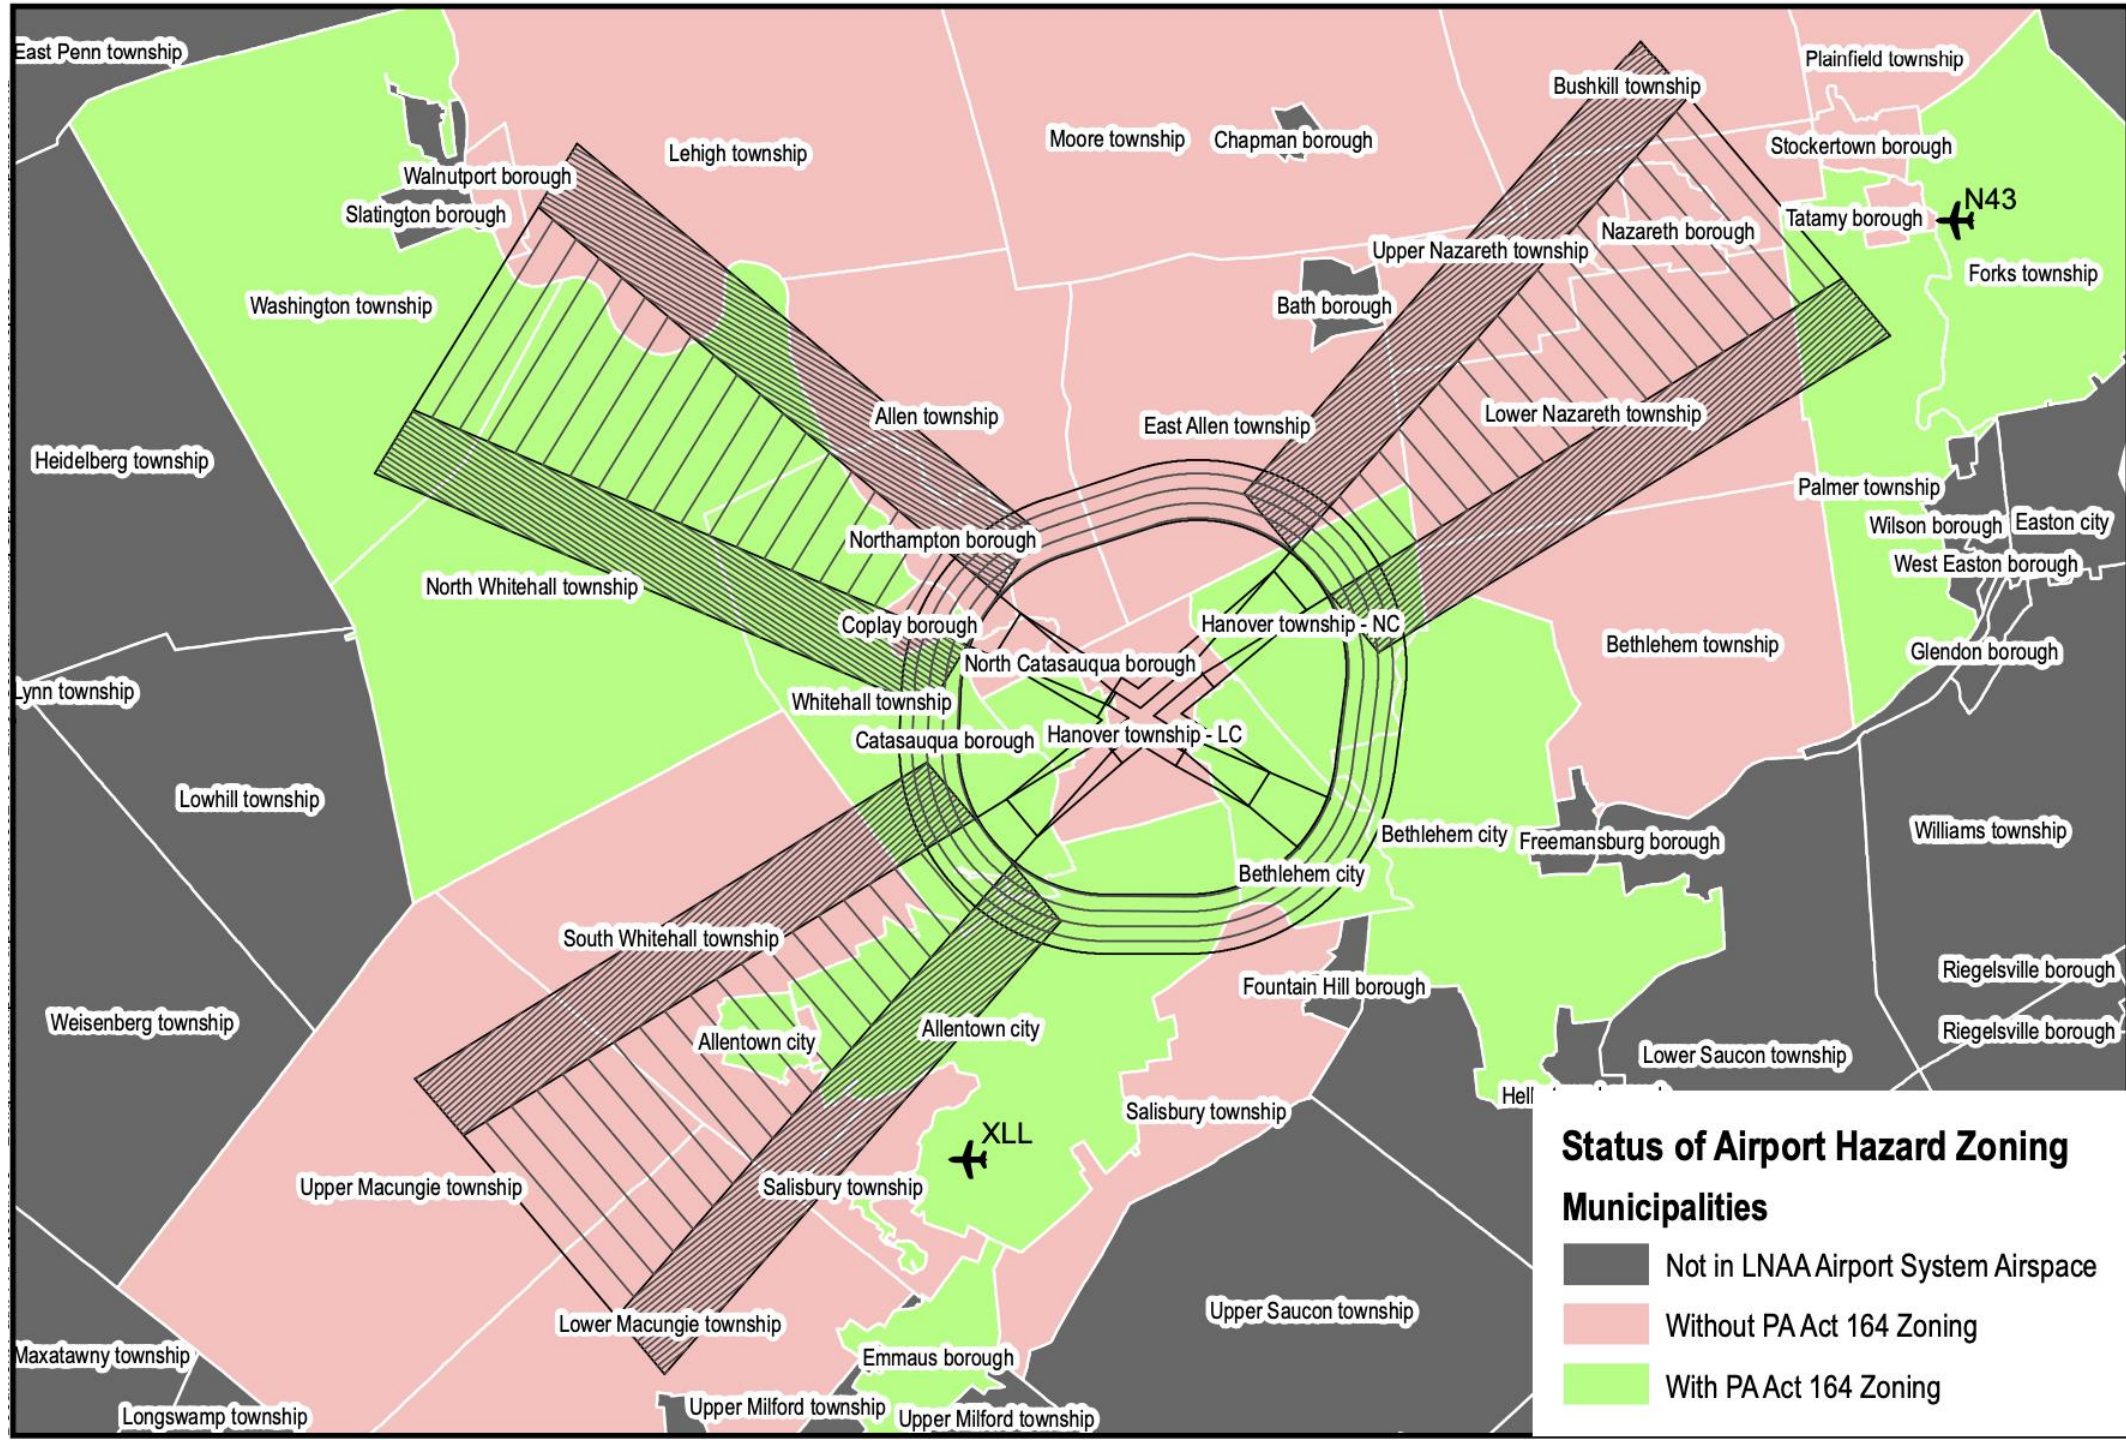 East Penn township
Plainfield township
Bushkill township
Lehigh township
Moore township
Chapman borough
Stockertown borough
Walnutport borough
Slatington borough
N43
Tatamy borough
Nazareth borough
Upper Nazareth township
Forks township
Washington township
Bath borough
Allen township
East Allen township
Lower Nazareth township
Heidelberg township
Palmer township
Wilson borough
Easton city
Northampton borough
West Easton borough
North Whitehall township
Coplay borough
Hanover township - NC
Bethlehem township
Glendon borough
North Catasauqua borough
Lynn township
Whitehall township
Hanover township - LC
Catasauqua borough
Lowhill township
Bethlehem city
Freemansburg borough
Williams township
Bethlehem city
South Whitehall township
Riegelsville borough
Fountain Hill borough
Weisenberg township
Allentown city
Allentown city
Riegelsville borough
Lower Saucon township
Salisbury township
XLL
Upper Macungie township
Salisbury township
Upper Saucon township
Lower Macungie township
Maxatawny township
Emmaus borough
Longswamp township
Upper Milford township
Upper Milford township
Status of Airport Hazard Zoning
Municipalities
Not in LNAA Airport System Airspace
Without PA Act 164 Zoning
With PA Act 164 Zoning